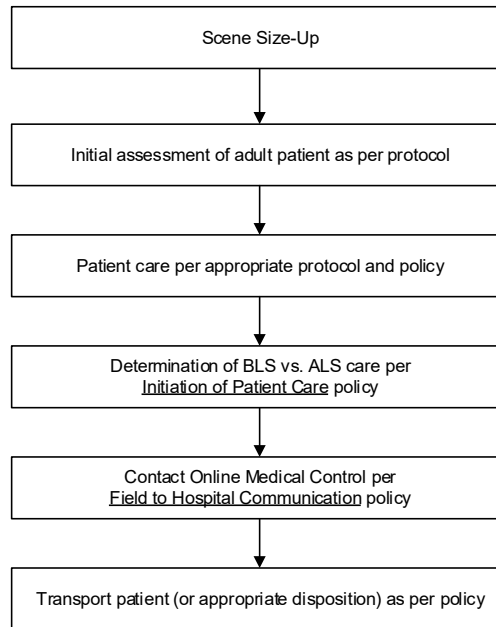 Scene Size-Up
Initial assessment of adult patient as per protocol
Patient care per appropriate protocol and policy
Determination of BLS vs. ALS care per
Initiation of Patient Care policy
Contact Online Medical Control per
Field to Hospital Communication policy
Transport patient (or appropriate disposition) as per policy